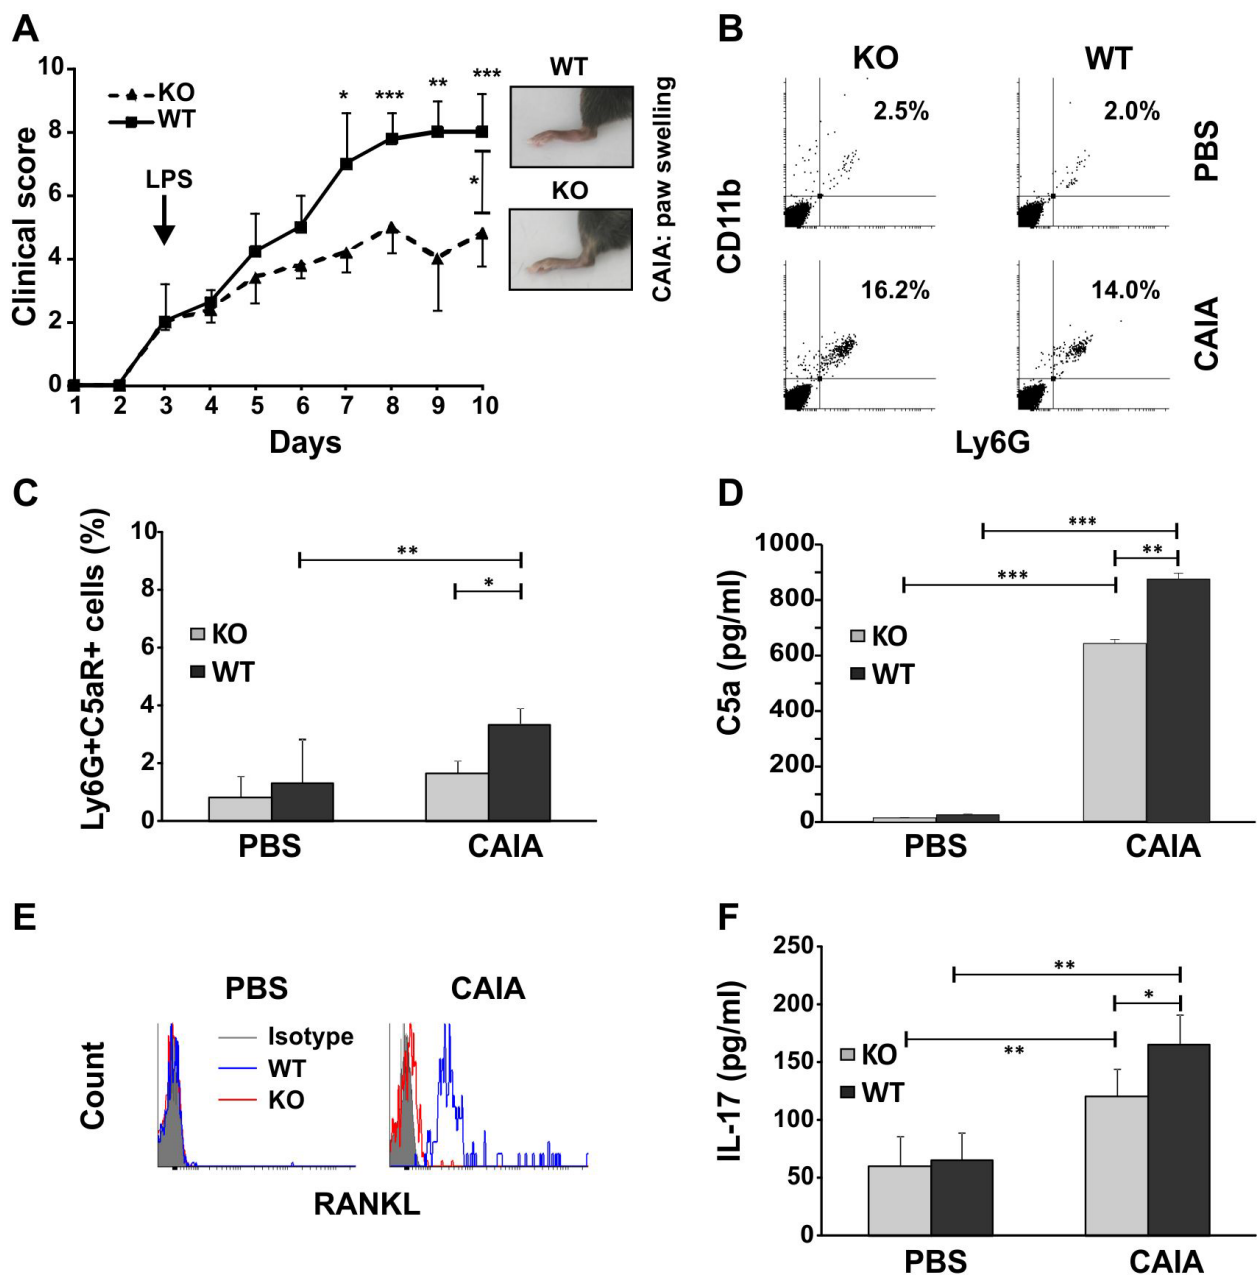 A
Clinical score
10
8
6
4
2
0
KO
WT
LPS
*
***
**
***
*
1 2 3 4 5 6 7 8 9 10
Days
WT
KO
CAIA: paw swelling
B
KO WT
2.5% 2.0%
PBS
16.2% 14.0%
CAIA
CD11b
Ly6G
C
Ly6G+C5aR+ cells (%)
10
8
6
4
2
0
KO
WT
**
*
PBS CAIA
D
C5a (pg/ml)
1000
800
600
400
200
0
KO
WT
***
**
***
PBS CAIA
E
PBS CAIA
Count
Isotype
WT
KO
RANKL
F
IL-17 (pg/ml)
250
200
150
100
50
0
KO
WT
**
*
**
PBS CAIA